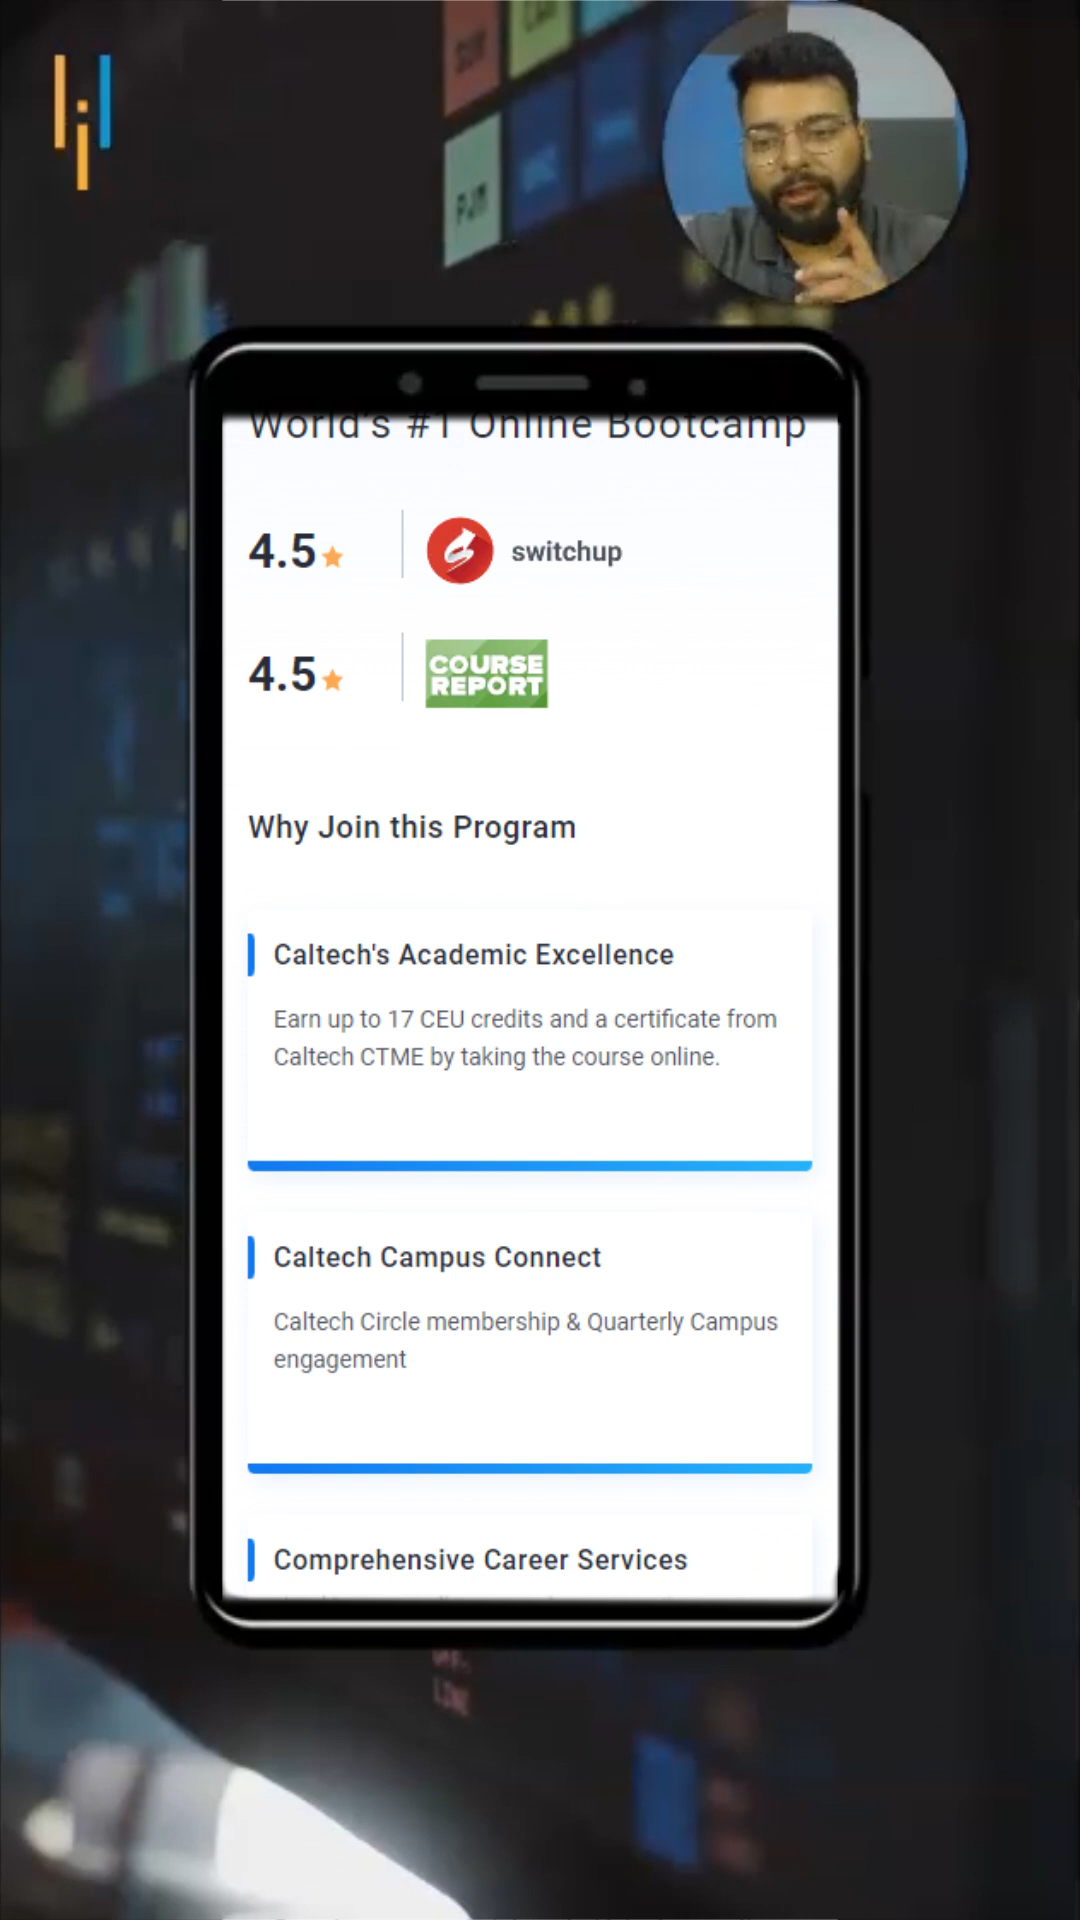 PJM
World's #1 Online Bootcamp
4.5
switchup
4.5
COURSE
REPORT
Why Join this Program
Caltech's Academic Excellence
Earn up to 17 CEU credits and a certificate from
Caltech CTME by taking the course online.
Caltech Campus Connect
Caltech Circle membership & Quarterly Campus
engagement
Comprehensive Career Services
LINE